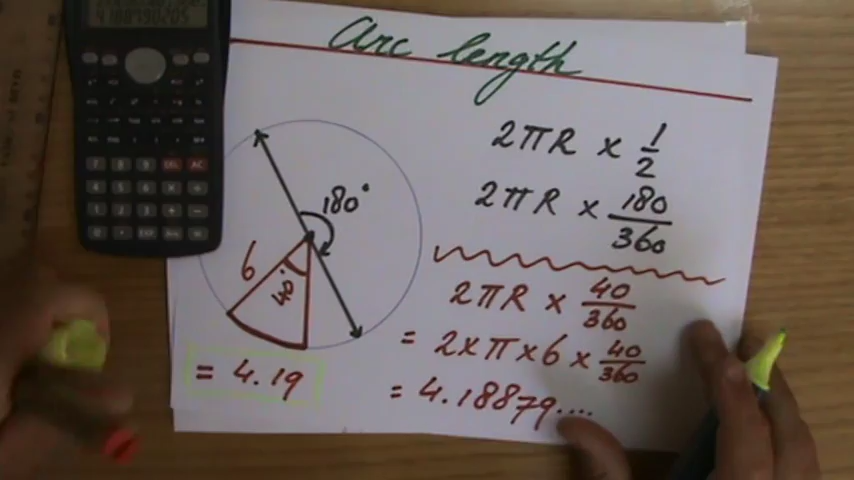 arc length
2πR × 1/2
2πR × 180/360
180°
6
40°
2πR × 40/360
= 2×π×6×40/360
= 4.18879....
= 4.19